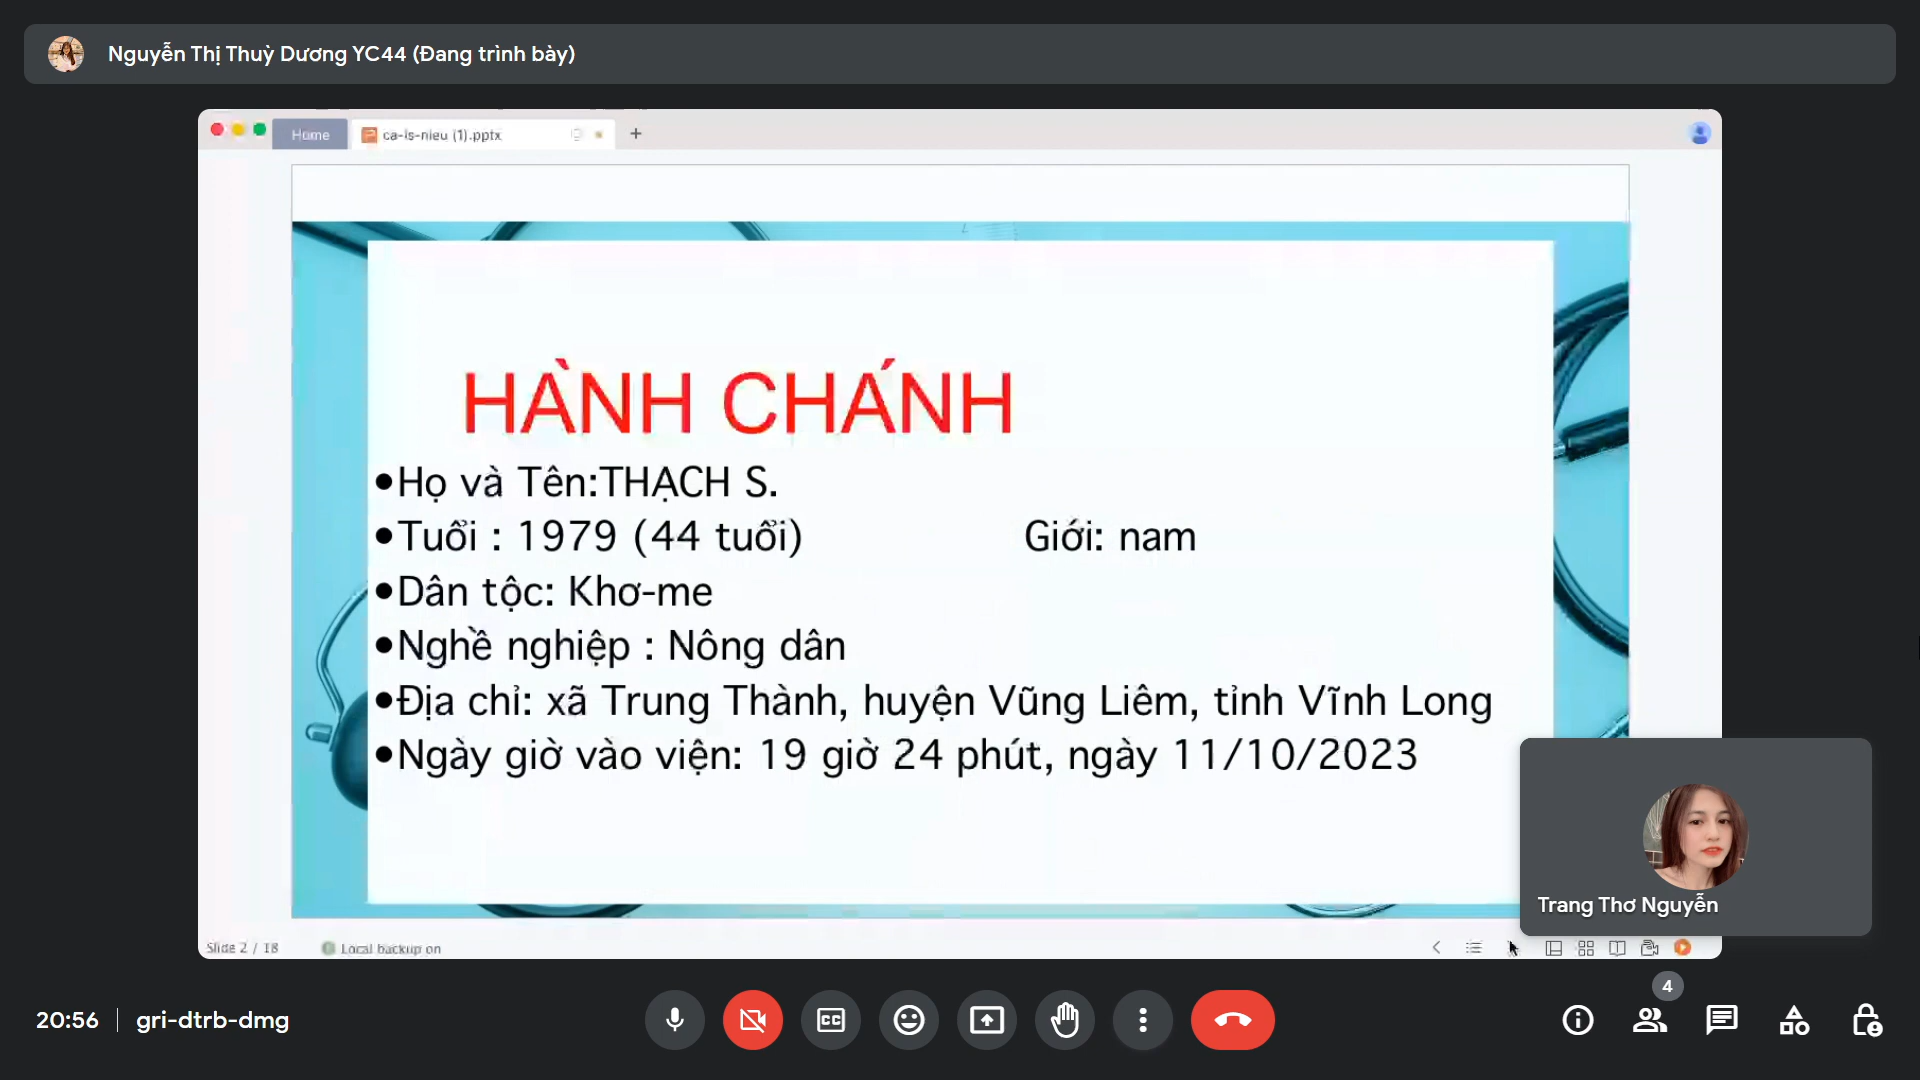 Nguyễn Thị Thuỳ Dương YC44 (Đang trình bày)
Home
ca-is-nieu (1).pptx
HÀNH CHÁNH
•Họ và Tên:THẠCH S.
•Tuổi : 1979 (44 tuổi) Giới: nam
•Dân tộc: Khơ-me
•Nghề nghiệp : Nông dân
•Địa chỉ: xã Trung Thành, huyện Vũng Liêm, tỉnh Vĩnh Long
•Ngày giờ vào viện: 19 giờ 24 phút, ngày 11/10/2023
Trang Thơ Nguyễn
Slide 2 / 18
Local backup on
4
20:56
gri-dtrb-dmg
CC